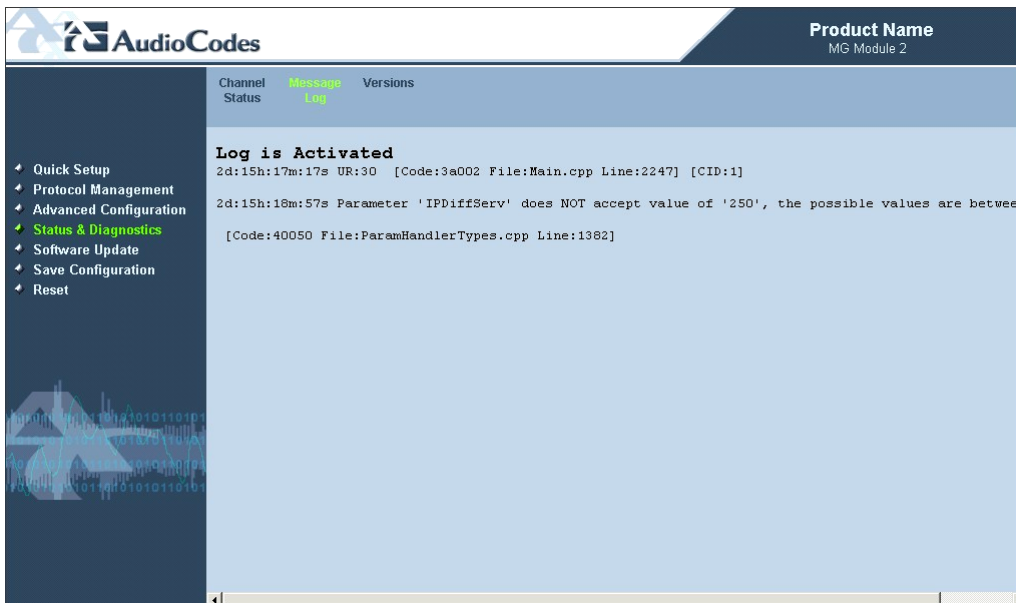 AudioCodes
Product Name
MG Module 2
Channel Status
Message Log
Versions
Quick Setup
Protocol Management
Advanced Configuration
Status & Diagnostics
Software Update
Save Configuration
Reset
Log is Activated
2d:15h:17m:17s UR:30 [Code:3a002 File:Main.cpp Line:2247] [CID:1]
2d:15h:18m:57s Parameter 'IPDiffServ' does NOT accept value of '250', the possible values are
[Code:40050 File:ParamHandlerTypes.cpp Line:1382]